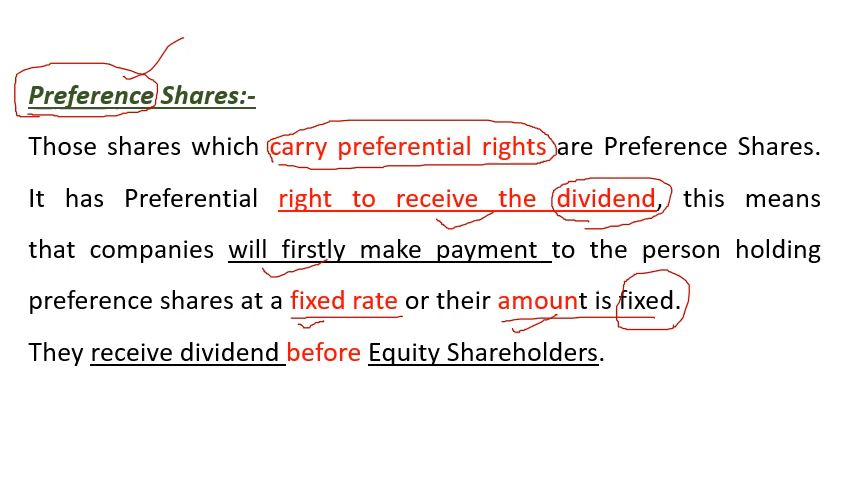 Preference Shares:-
Those shares which carry preferential rights are Preference Shares.
It has Preferential right to receive the dividend, this means
that companies will firstly make payment to the person holding
preference shares at a fixed rate or their amount is fixed.
They receive dividend before Equity Shareholders.